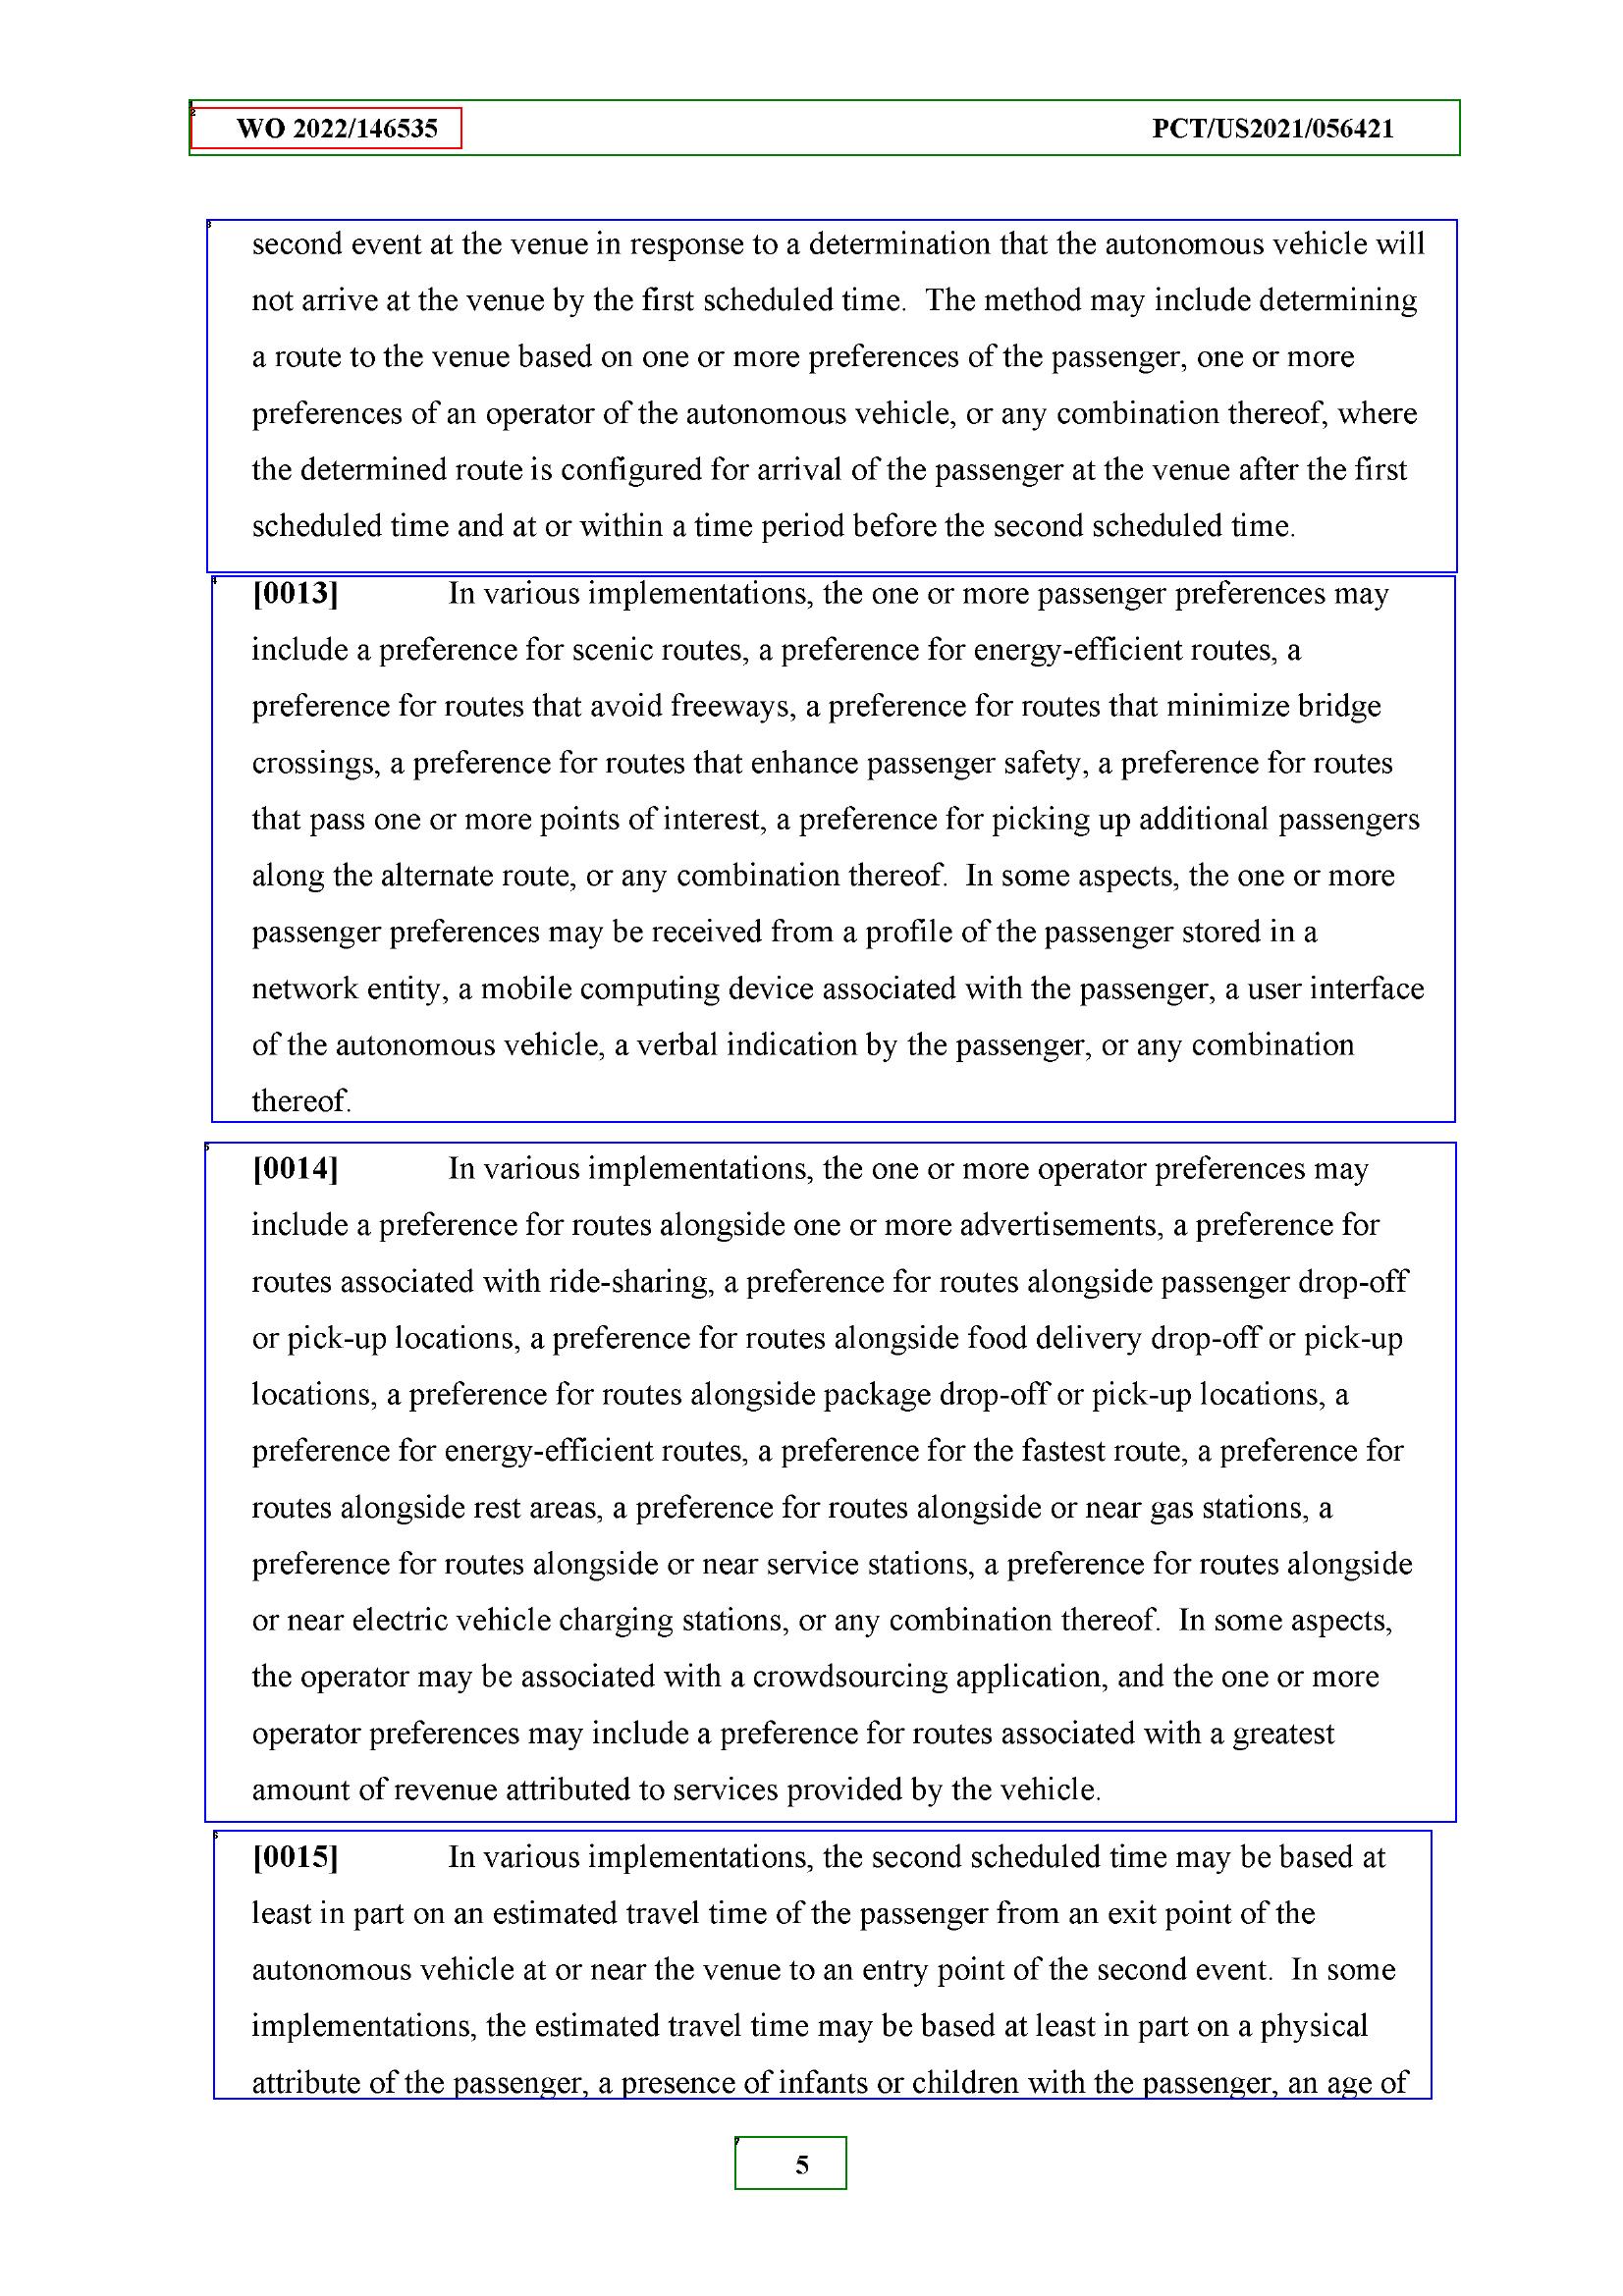 WO 2022/146535 PCT/US2021/056421
second event at the venue in response to a determination that the autonomous vehicle will
not arrive at the venue by the first scheduled time.  The method may include determining
a route to the venue based on one or more preferences of the passenger, one or more
preferences of an operator of the autonomous vehicle, or any combination thereof, where
the determined route is configured for arrival of the passenger at the venue after the first
scheduled time and at or within a time period before the second scheduled time.
[0013] In various implementations, the one or more passenger preferences may
include a preference for scenic routes, a preference for energy-efficient routes, a
preference for routes that avoid freeways, a preference for routes that minimize bridge
crossings, a preference for routes that enhance passenger safety, a preference for routes
that pass one or more points of interest, a preference for picking up additional passengers
along the alternate route, or any combination thereof.  In some aspects, the one or more
passenger preferences may be received from a profile of the passenger stored in a
network entity, a mobile computing device associated with the passenger, a user interface
of the autonomous vehicle, a verbal indication by the passenger, or any combination
thereof.
[0014] In various implementations, the one or more operator preferences may
include a preference for routes alongside one or more advertisements, a preference for
routes associated with ride-sharing, a preference for routes alongside passenger drop-off
or pick-up locations, a preference for routes alongside food delivery drop-off or pick-up
locations, a preference for routes alongside package drop-off or pick-up locations, a
preference for energy-efficient routes, a preference for the fastest route, a preference for
routes alongside rest areas, a preference for routes alongside or near gas stations, a
preference for routes alongside or near service stations, a preference for routes alongside
or near electric vehicle charging stations, or any combination thereof.  In some aspects,
the operator may be associated with a crowdsourcing application, and the one or more
operator preferences may include a preference for routes associated with a greatest
amount of revenue attributed to services provided by the vehicle.
[0015] In various implementations, the second scheduled time may be based at
least in part on an estimated travel time of the passenger from an exit point of the
autonomous vehicle at or near the venue to an entry point of the second event.  In some
implementations, the estimated travel time may be based at least in part on a physical
attribute of the passenger, a presence of infants or children with the passenger, an age of
5